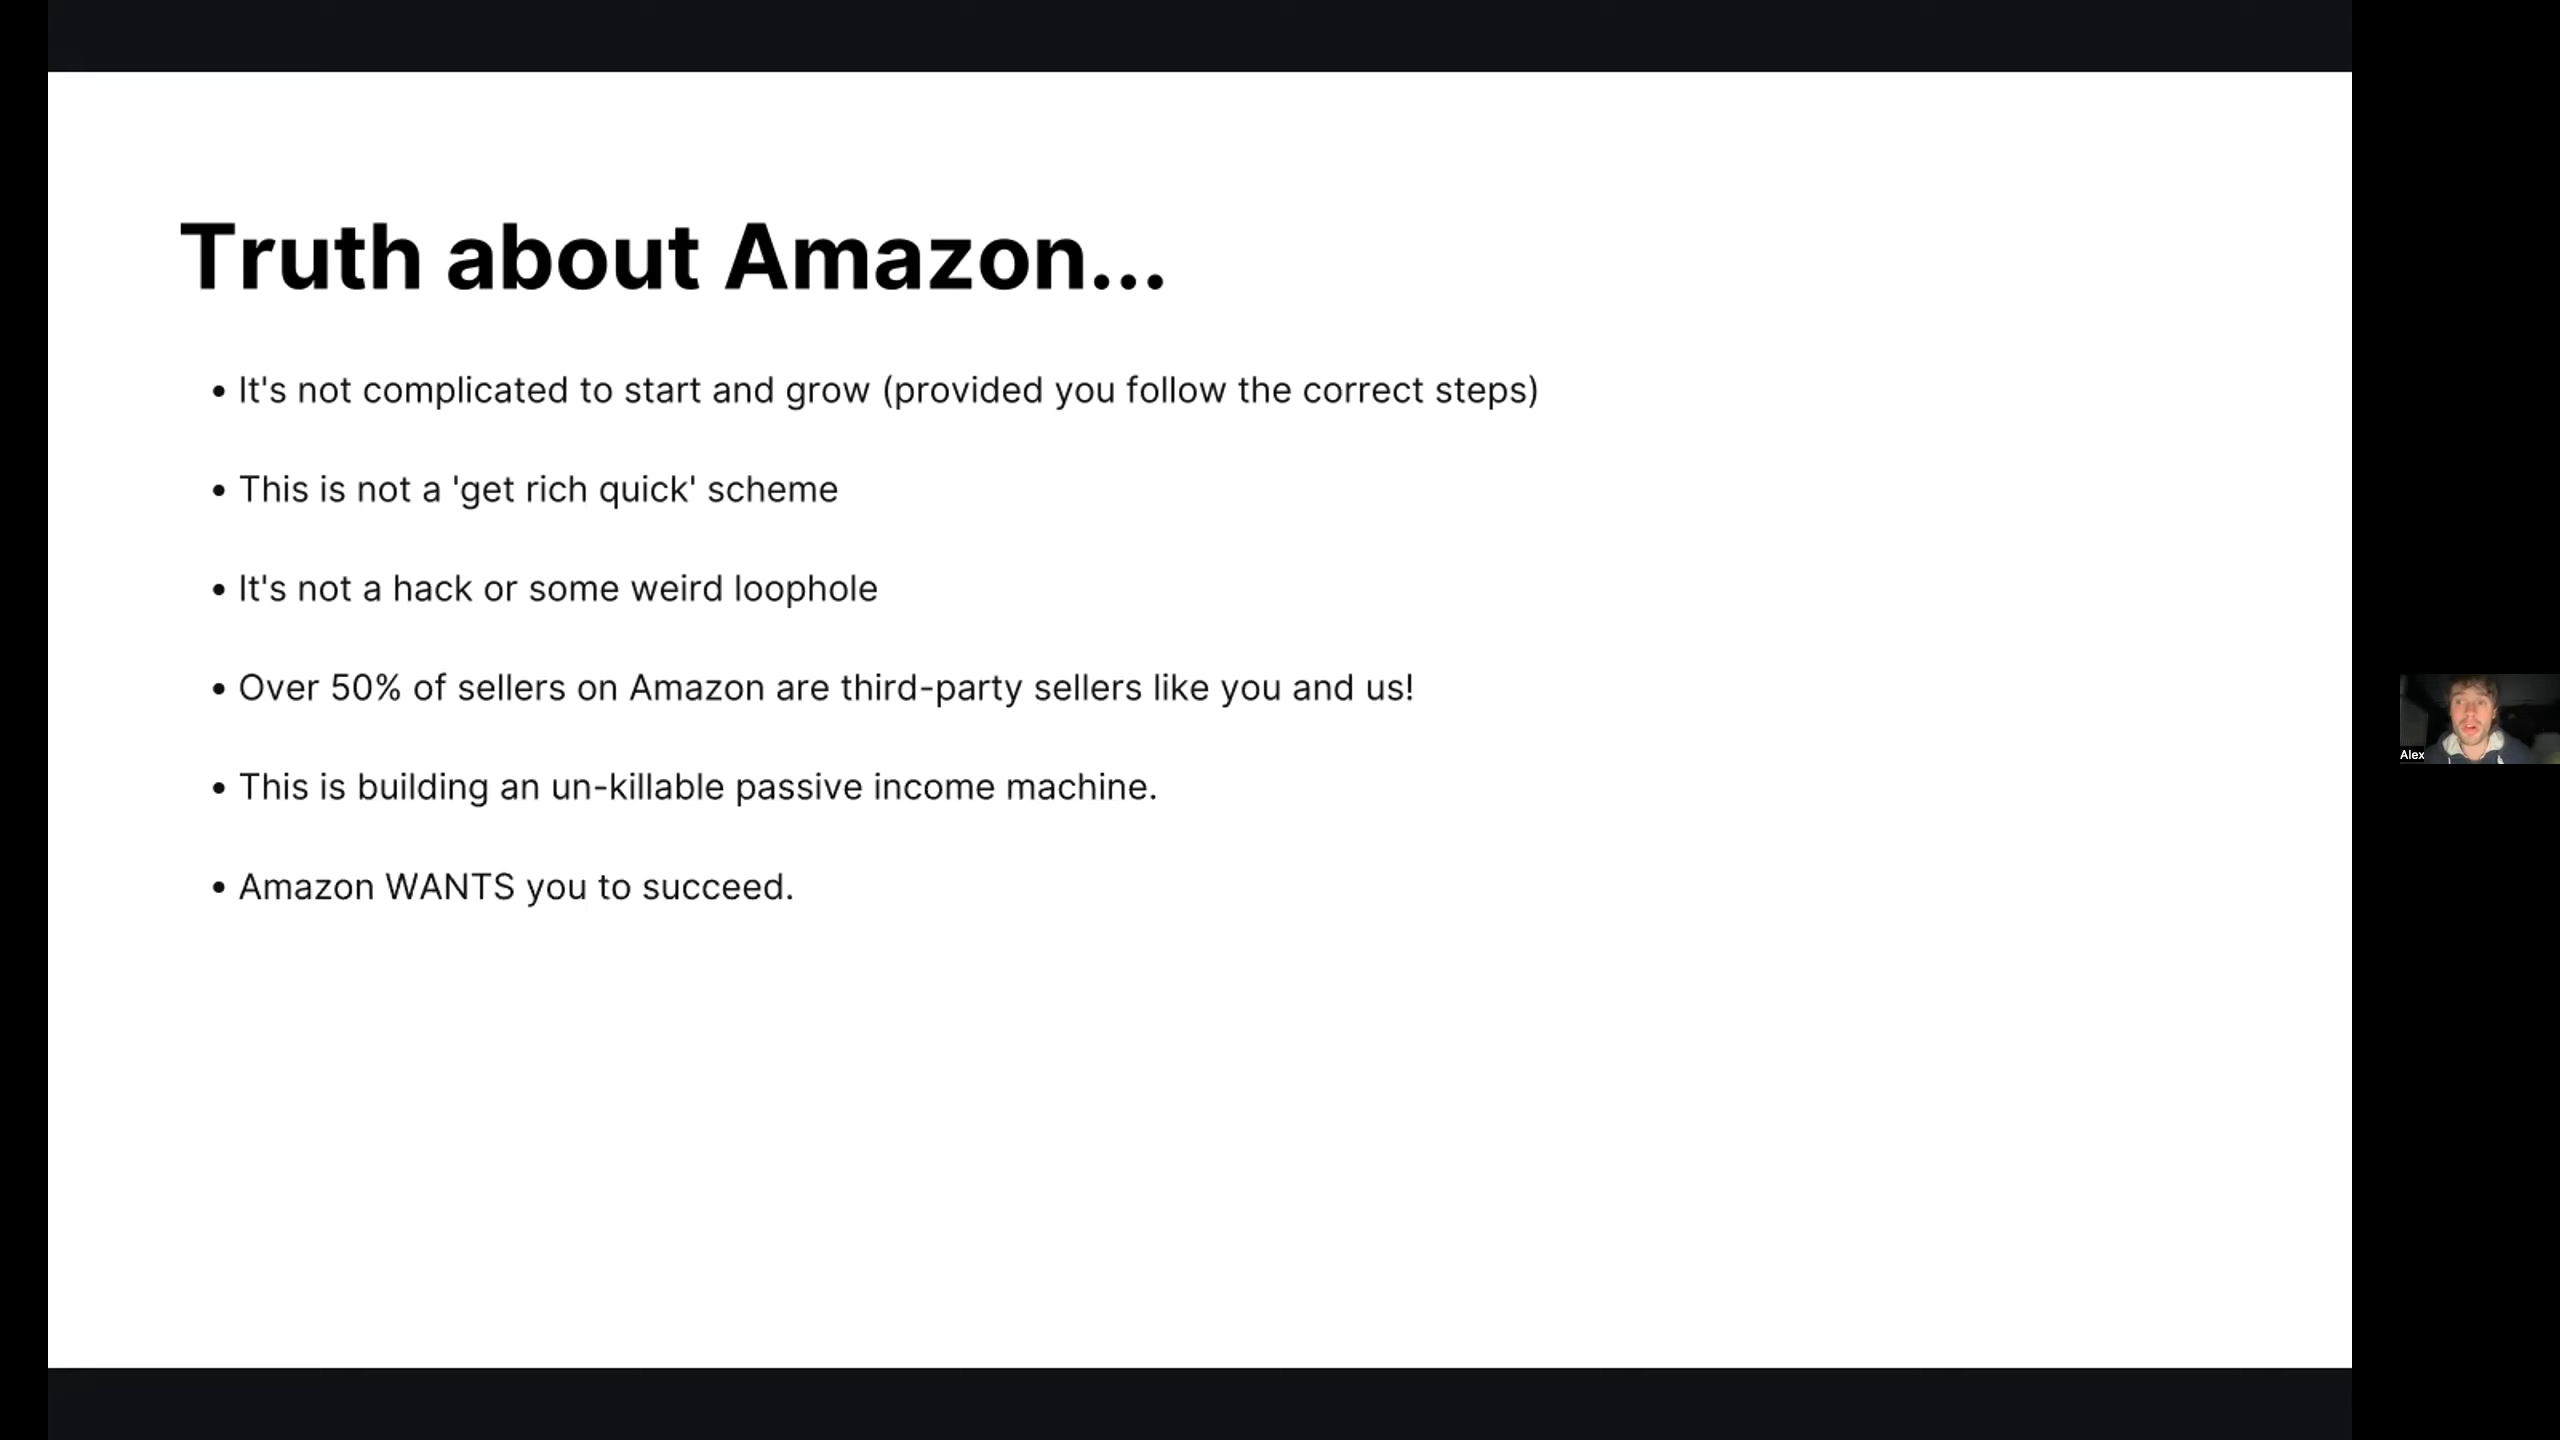 Truth about Amazon...
• It's not complicated to start and grow (provided you follow the correct steps)
• This is not a 'get rich quick' scheme
• It's not a hack or some weird loophole
• Over 50% of sellers on Amazon are third-party sellers like you and us!
• This is building an un-killable passive income machine.
• Amazon WANTS you to succeed.
Alex